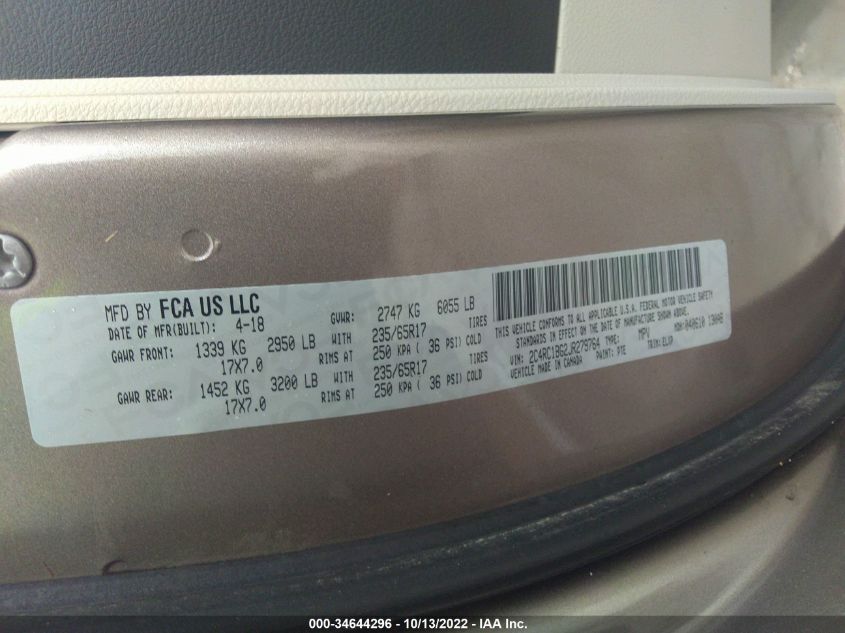 MFD BY FCA US LLC
DATE OF MFR(BUILT): 4-18 GVWR: 2747 KG 6055 LB
GAWR FRONT: 1339 KG 2950 LB WITH 235/65R17 TIRES
17X7.0 RIMS AT 250 KPA ( 36 PSI) COLD
GAWR REAR: 1452 KG 3200 LB WITH 235/65R17 TIRES
17X7.0 RIMS AT 250 KPA ( 36 PSI) COLD
THIS VEHICLE CONFORMS TO ALL APPLICABLE U.S.A. FEDERAL MOTOR VEHICLE SAFETY
STANDARDS IN EFFECT ON THE DATE OF MANUFACTURE SHOWN ABOVE.
VIN: 2C4RC1BG2JR279764 TYPE: MPV MDH: 040610 130AB
VEHICLE MADE IN CANADA PAINT: PTE TRIM:
000-34644296 - 10/13/2022 - IAA Inc.